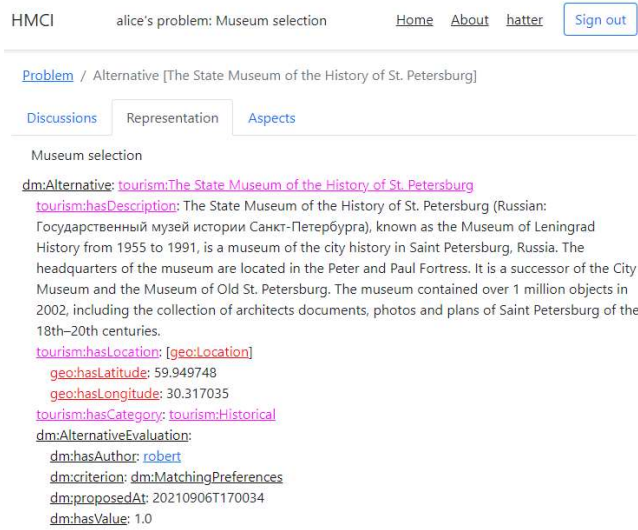 HMCI alice's problem: Museum selection Home About hatter Sign out
Problem / Alternative [The State Museum of the History of St. Petersburg]
Discussions Representation Aspects
Museum selection
dm:Alternative: tourism:The State Museum of the History of St. Petersburg
tourism:hasDescription: The State Museum of the History of St. Petersburg (Russian:
Государственный музей истории Санкт-Петербурга), known as the Museum of Leningrad
History from 1955 to 1991, is a museum of the city history in Saint Petersburg, Russia. The
headquarters of the museum are located in the Peter and Paul Fortress. It is a successor of the City
Museum and the Museum of Old St. Petersburg. The museum contained over 1 million objects in
2002, including the collection of architects documents, photos and plans of Saint Petersburg of the
18th–20th centuries.
tourism:hasLocation: [geo:Location]
geo:hasLatitude: 59.949748
geo:hasLongitude: 30.317035
tourism:hasCategory: tourism:Historical
dm:AlternativeEvaluation:
dm:hasAuthor: robert
dm:criterion: dm:MatchingPreferences
dm:proposedAt: 20210906T170034
dm:hasValue: 1.0